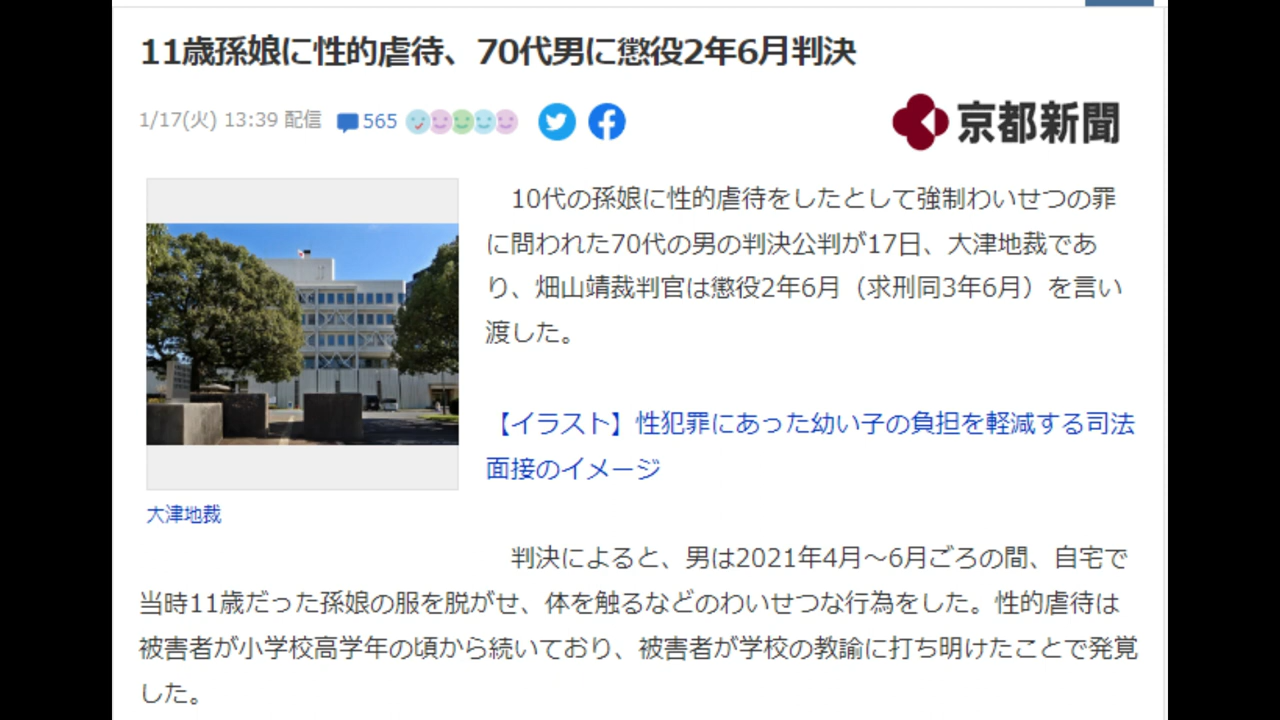 11歳孫娘に性的虐待、70代男に懲役2年6月判決
1/17(火) 13:39 配信 565
京都新聞
10代の孫娘に性的虐待をしたとして強制わいせつの罪
に問われた70代の男の判決公判が17日、大津地裁であ
り、畑山靖裁判官は懲役2年6月（求刑同3年6月）を言い
渡した。
【イラスト】性犯罪にあった幼い子の負担を軽減する司法
面接のイメージ
大津地裁
判決によると、男は2021年4月～6月ごろの間、自宅で
当時11歳だった孫娘の服を脱がせ、体を触るなどのわいせつな行為をした。性的虐待は
被害者が小学校高学年の頃から続いており、被害者が学校の教諭に打ち明けたことで発覚
した。